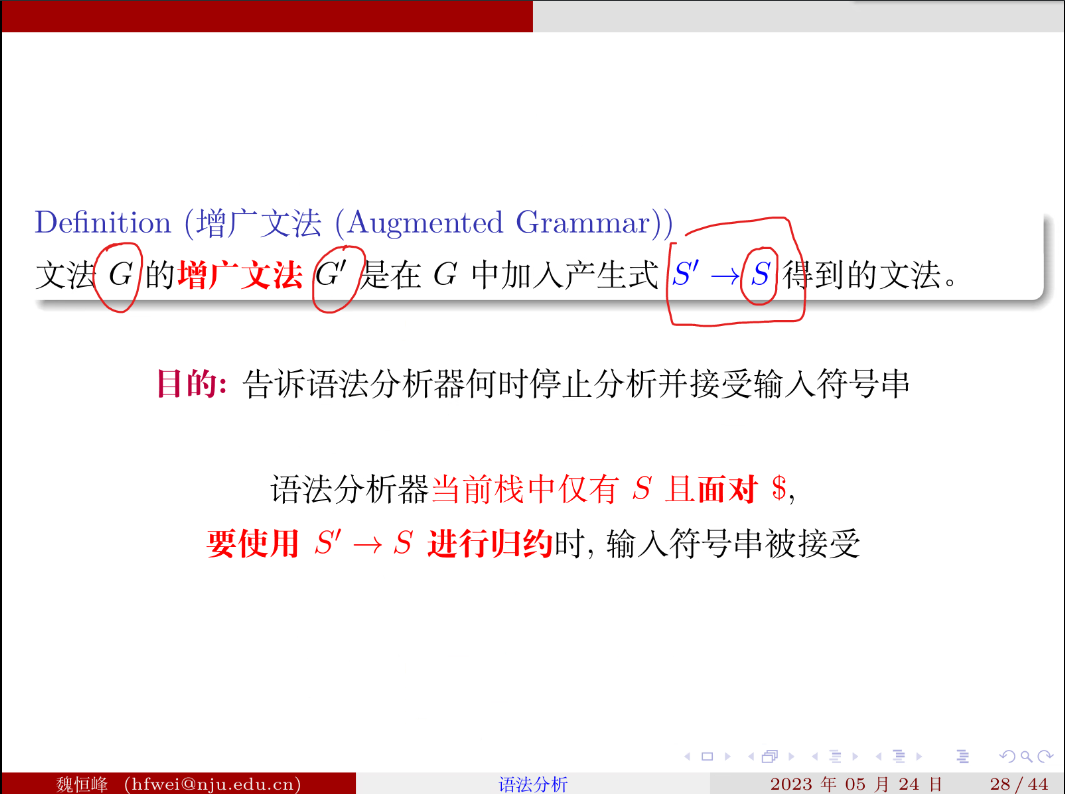 Definition (增广文法 (Augmented Grammar))
文法 G 的增广文法 G′ 是在 G 中加入产生式 S′ → S 得到的文法。
目的: 告诉语法分析器何时停止分析并接受输入符号串
语法分析器当前栈中仅有 S 且面对 $,
要使用 S′ → S 进行归约时, 输入符号串被接受
魏恒峰 (hfwei@nju.edu.cn) 语法分析 2023 年 05 月 24 日 28 / 44